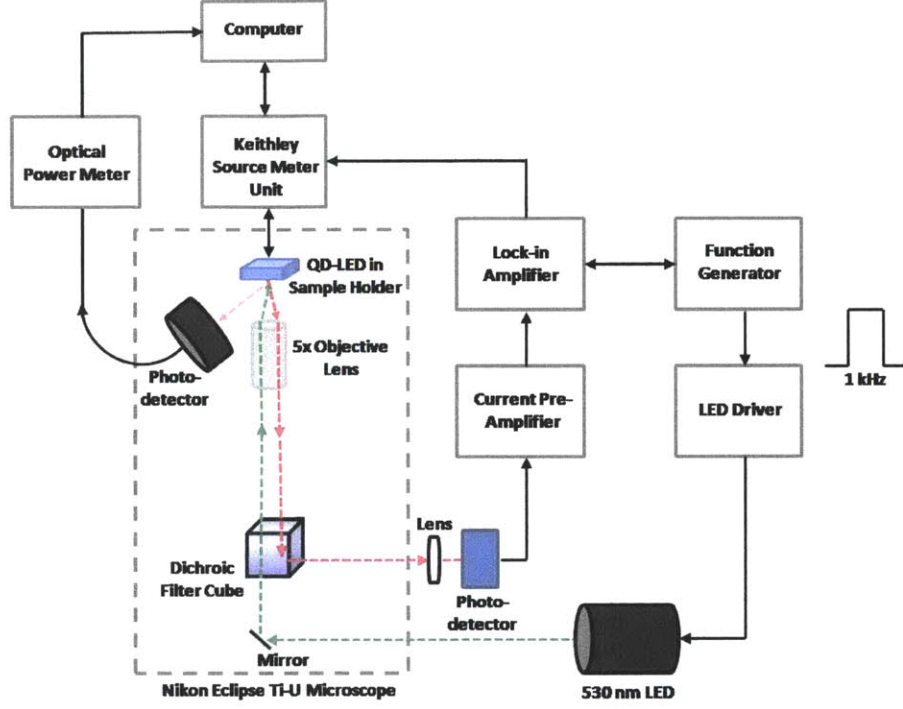 Computer
Optical
Power Meter
Keithley
Source Meter
Unit
Lock-in
Amplifier
Function
Generator
QD-LED in
Sample Holder
5x Objective
Lens
Photo-
detector
1 kHz
Current Pre-
Amplifier
LED Driver
Lens
Dichroic
Filter Cube
Photo-
detector
Mirror
Nikon Eclipse Ti-U Microscope
530 nm LED